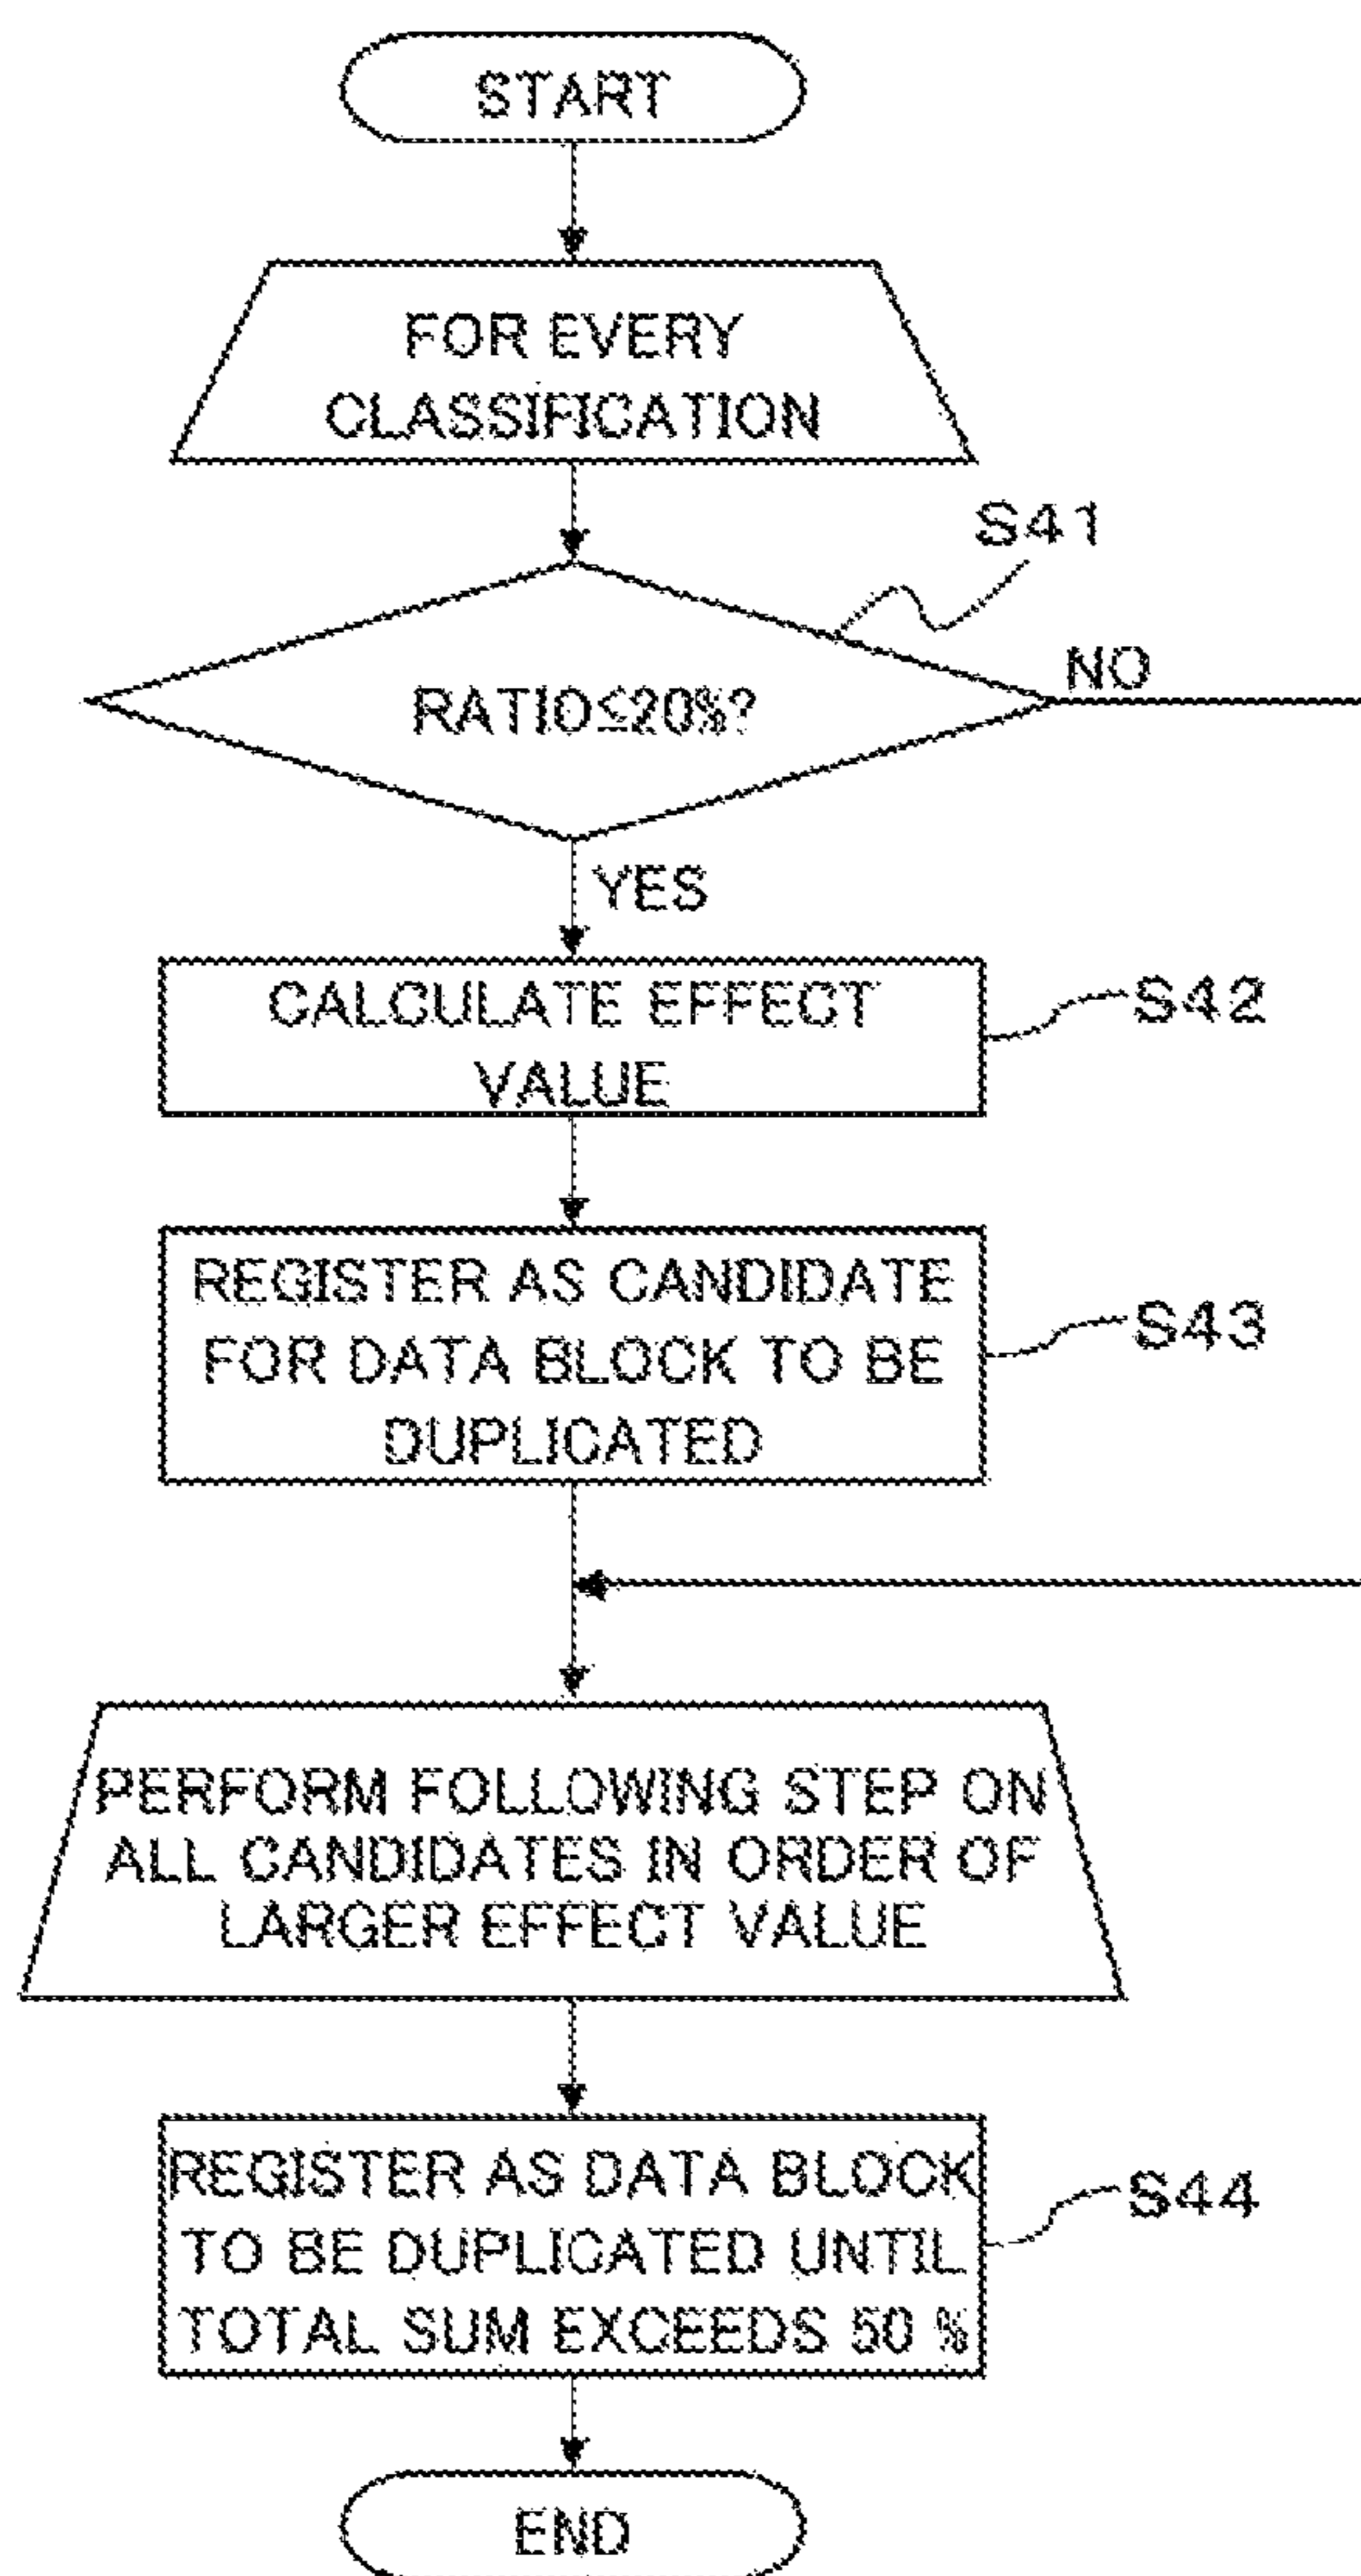 START
FOR EVERY
CLASSIFICATION
S41
RATIO≤20%?
NO
YES
CALCULATE EFFECT
VALUE
S42
REGISTER AS CANDIDATE
FOR DATA BLOCK TO BE
DUPLICATED
S43
PERFORM FOLLOWING STEP ON
ALL CANDIDATES IN ORDER OF
LARGER EFFECT VALUE
REGISTER AS DATA BLOCK
TO BE DUPLICATED UNTIL
TOTAL SUM EXCEEDS 50 %
S44
END